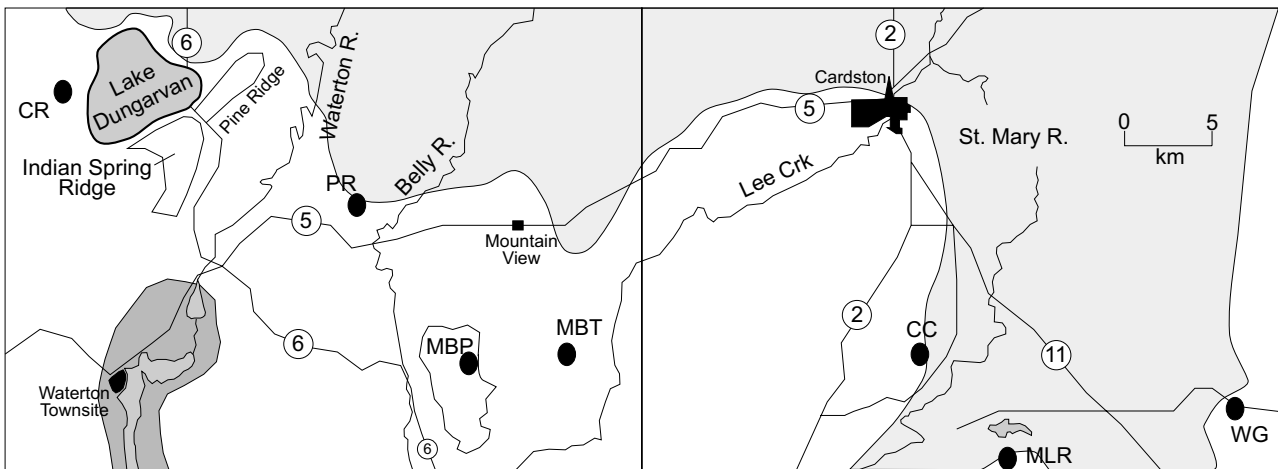 6
2
Cardston
Lake
Dungarvan
CR
Pine Ridge
Waterton R.
5
St. Mary R.
0
5
km
Indian Spring
Ridge
Belly R.
Lee Crk
PR
5
Mountain
View
2
CC
6
MBP
MBT
11
Waterton
Townsite
6
WG
MLR